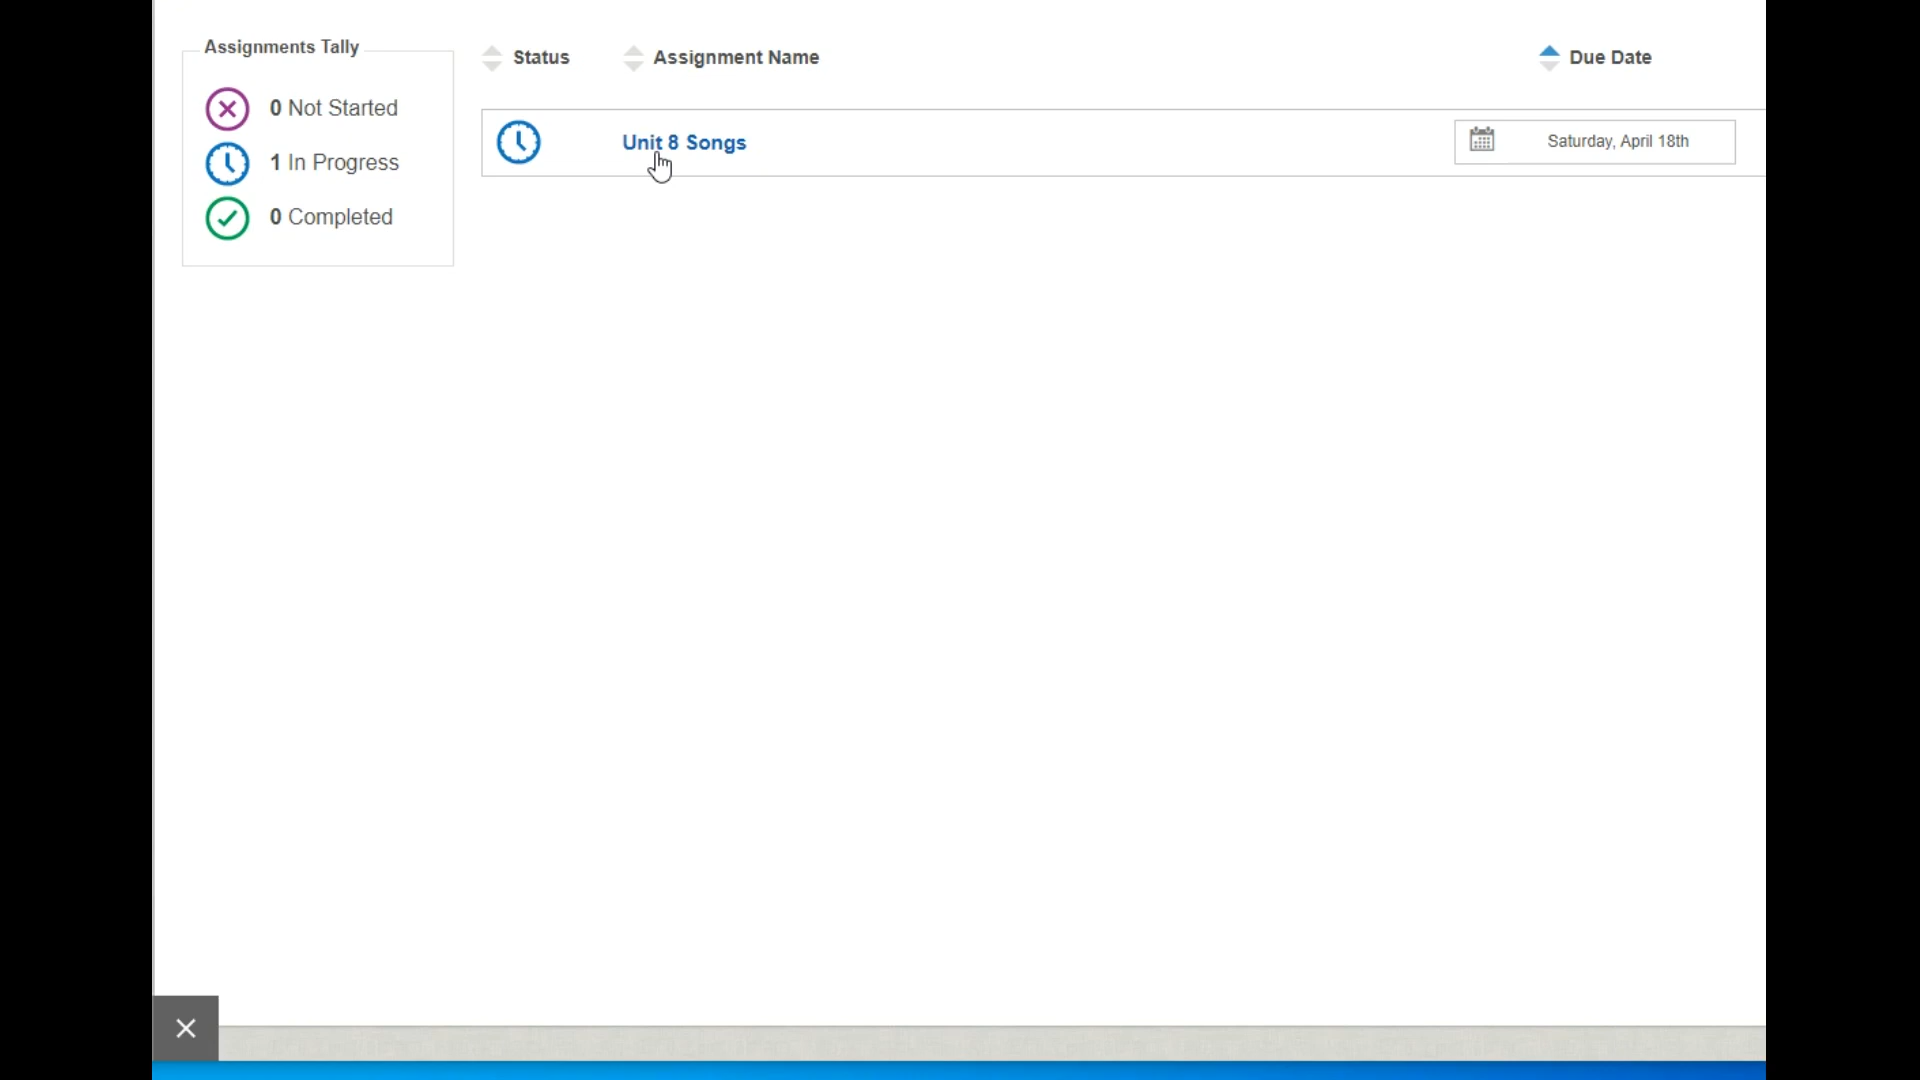 Assignments Tally
0 Not Started
1 In Progress
0 Completed
Status Assignment Name Due Date
Unit 8 Songs Saturday, April 18th